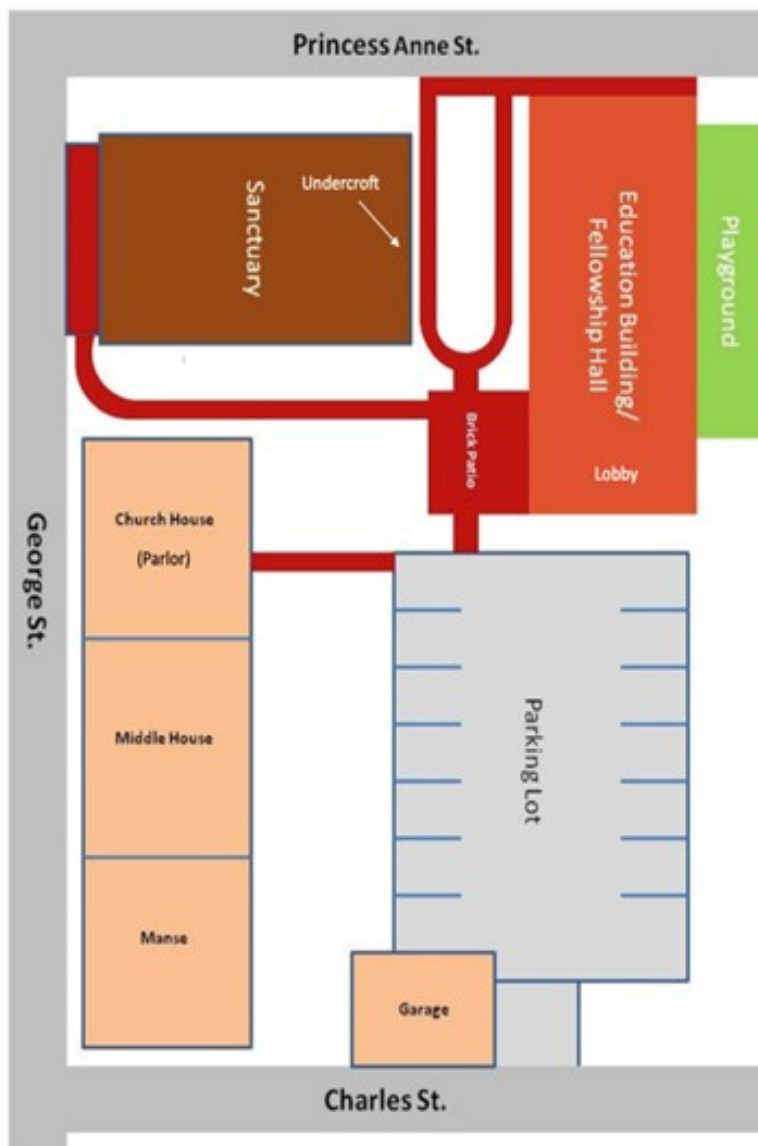 Princess Anne St.
Undercroft
Sanctuary
Education Building/
Fellowship Hall
Playground
Brick Patio
Lobby
George St.
Church House
(Parlor)
Middle House
Parking Lot
Manse
Garage
Charles St.